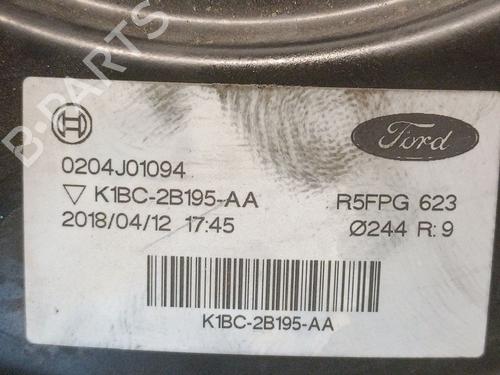 Ford
0204J01094
▽ K1BC-2B195-AA R5FPG 623
2018/04/12 17:45 Ø244 R:9
K1BC-2B195-AA
B-PARTS